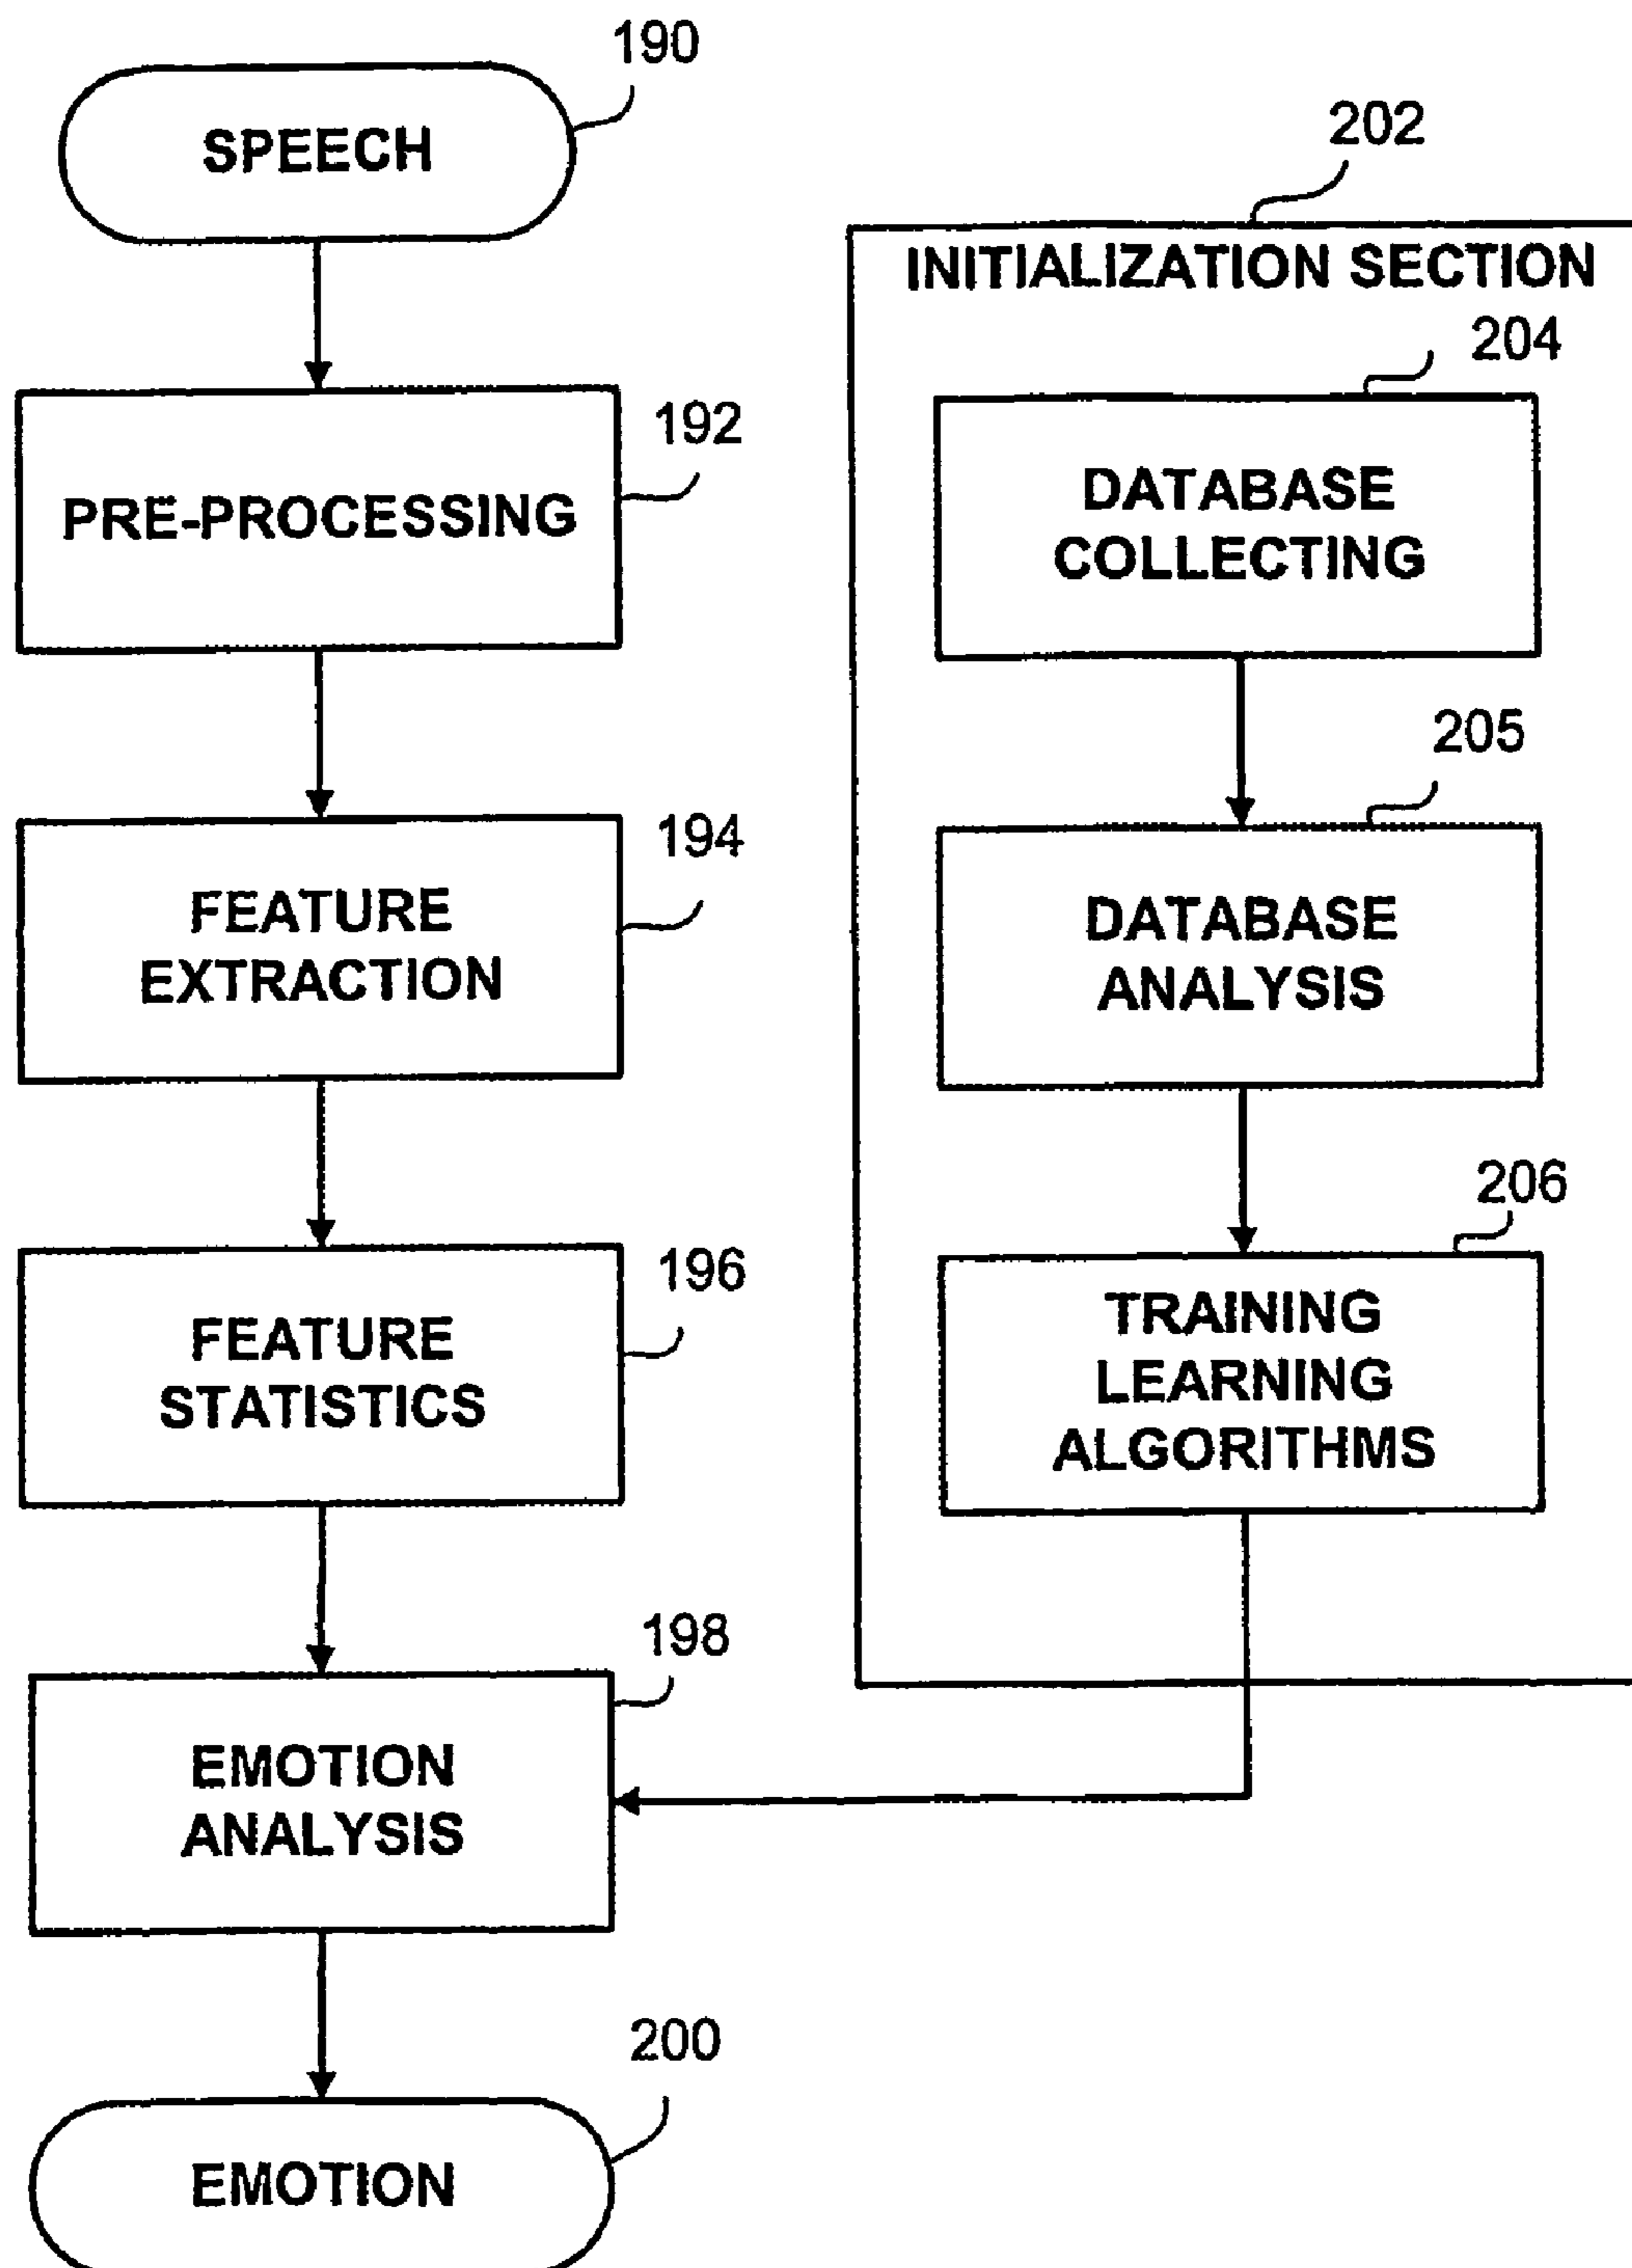 190
SPEECH
192
PRE-PROCESSING
194
FEATURE
EXTRACTION
196
FEATURE
STATISTICS
198
EMOTION
ANALYSIS
200
EMOTION
202
INITIALIZATION SECTION
204
DATABASE
COLLECTING
205
DATABASE
ANALYSIS
206
TRAINING
LEARNING
ALGORITHMS